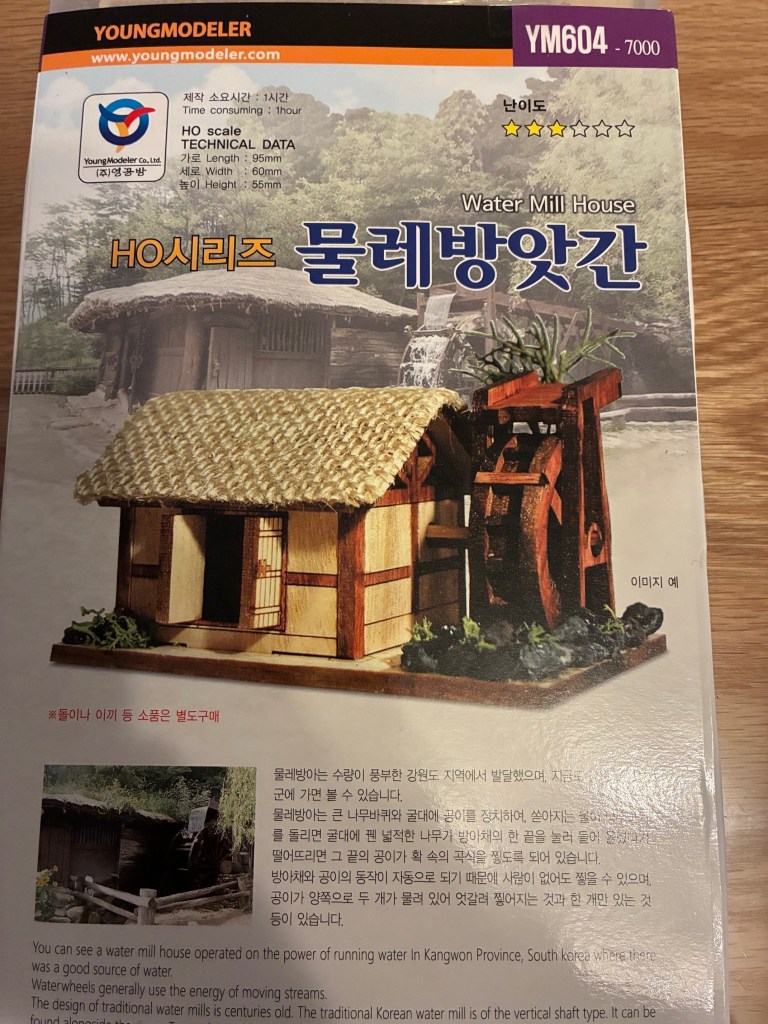 YOUNGMODELER
www.youngmodeler.com
YM604 - 7000
YoungModeler Co., Ltd.
(주)영공방
제작 소요시간 : 1시간
Time consuming : 1hour
HO scale
TECHNICAL DATA
가로 Length : 95mm
세로 Width : 60mm
높이 Height : 55mm
난이도
Water Mill House
HO시리즈 물레방앗간
이미지 예
※돌이나 이끼 등 소품은 별도구매
물레방아는 수량이 풍부한 강원도 지역에서 발달했으며, 지금도
군에 가면 볼 수 있습니다.
물레방아는 큰 나무바퀴와 굴대에 공이를 장치하여, 쏟아지는 물이
를 돌리면 굴대에 꿴 넓적한 나무가 방아채의 한 끝을 눌러 들어
떨어뜨리면 그 끝의 공이가 확 속의 곡식을 찧도록 되어 있습니다.
방아채와 공이의 동작이 자동으로 되기 때문에 사람이 없어도 찧을 수 있으며,
공이가 양쪽으로 두 개가 물려 있어 엇갈려 찧어지는 것과 한 개만 있는 것
등이 있습니다.
You can see a water mill house operated on the power of running water In Kangwon Province, South korea where there
was a good source of water.
Waterwheels generally use the energy of moving streams.
The design of traditional water mill is centuries old. The traditional Korean water mill is of the vertical shaft type. It can be
found alongside the